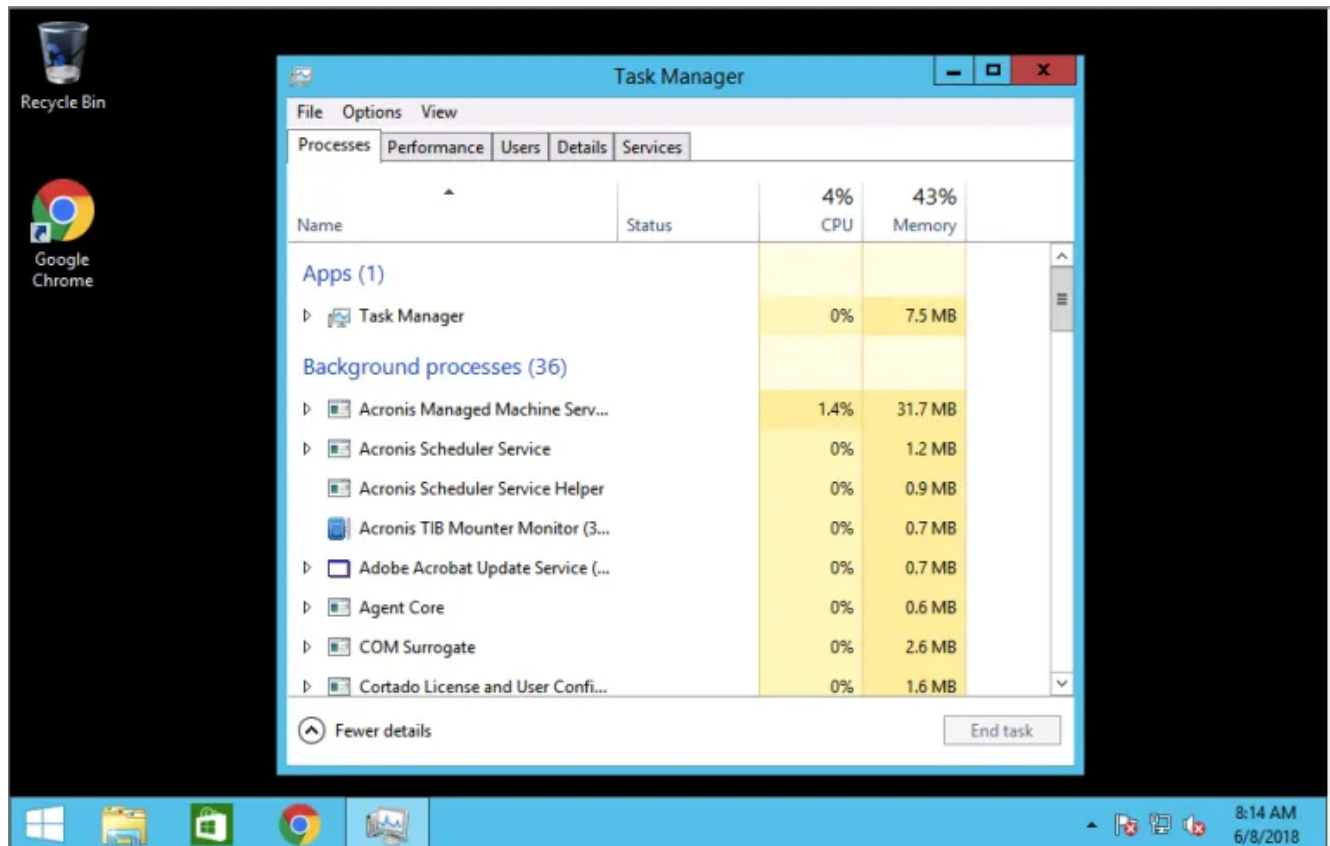 Recycle Bin
Google
Chrome
Task Manager
File Options View
Processes Performance Users Details Services
4% 43%
Name Status CPU Memory
Apps (1)
Task Manager 0% 7.5 MB
Background processes (36)
Acronis Managed Machine Serv... 1.4% 31.7 MB
Acronis Scheduler Service 0% 1.2 MB
Acronis Scheduler Service Helper 0% 0.9 MB
Acronis TIB Mounter Monitor (3... 0% 0.7 MB
Adobe Acrobat Update Service (... 0% 0.7 MB
Agent Core 0% 0.6 MB
COM Surrogate 0% 2.6 MB
Cortado License and User Confi... 0% 1.6 MB
Fewer details End task
8:14 AM
6/8/2018